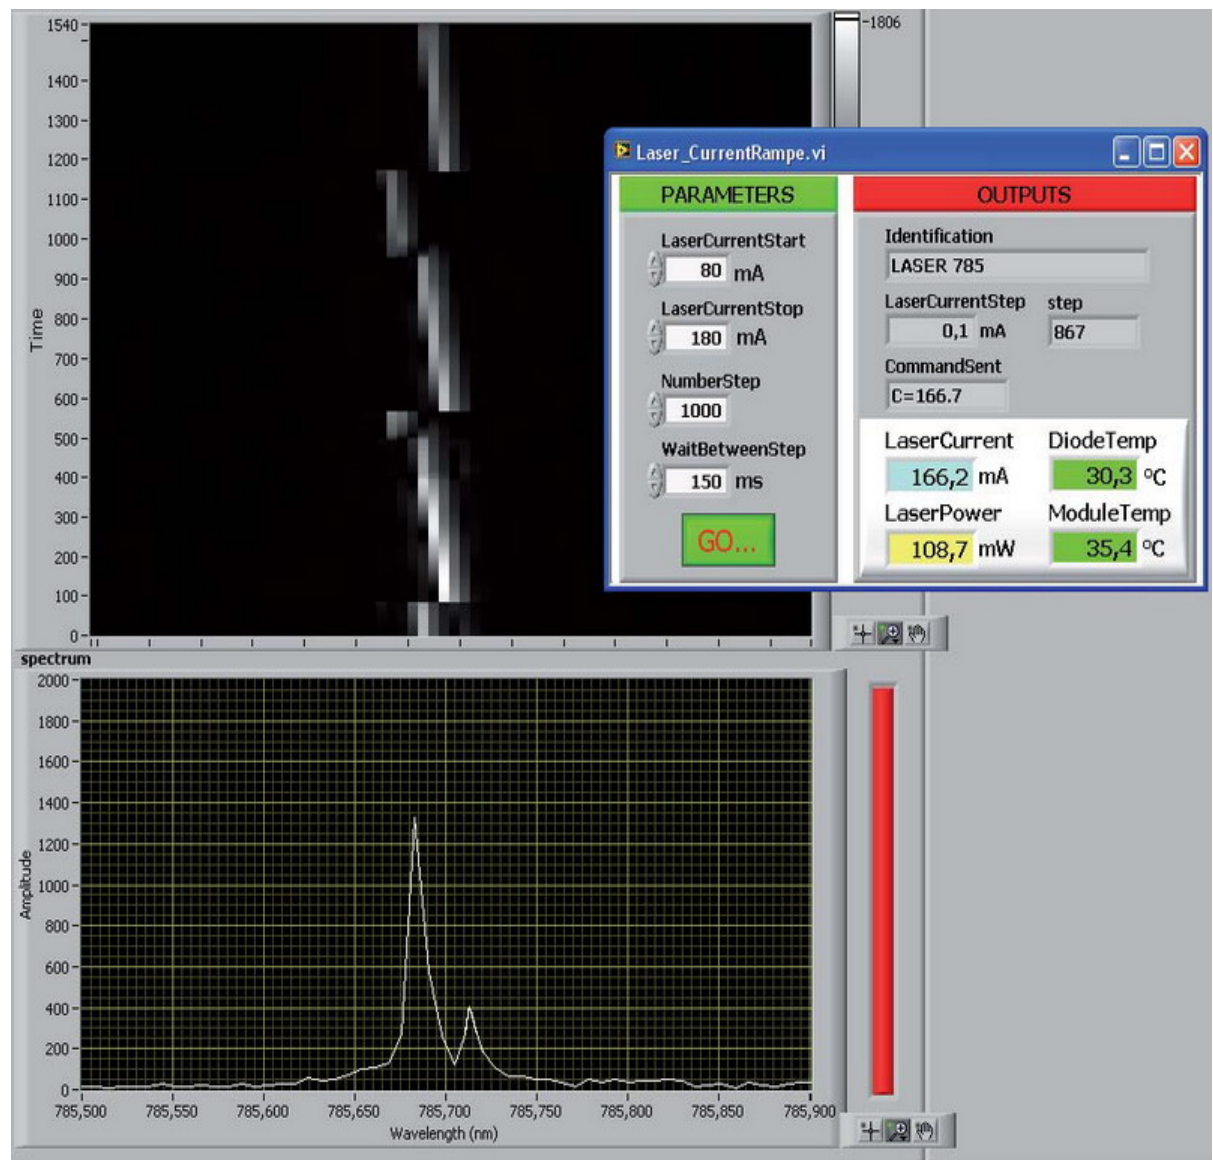 1540
1400
1300
1200
1100
1000
900
800
700
600
500
400
300
200
100
0
Time
1806
Laser_CurrentRampe.vi
PARAMETERS
LaserCurrentStart
80 mA
LaserCurrentStop
180 mA
NumberStep
1000
WaitBetweenStep
150 ms
GO...
OUTPUTS
Identification
LASER 785
LaserCurrentStep step
0,1 mA 867
CommandSent
C=166.7
LaserCurrent DiodeTemp
166,2 mA 30,3 °C
LaserPower ModuleTemp
108,7 mW 35,4 °C
spectrum
2000
1800
1600
1400
1200
1000
800
600
400
200
0
Amplitude
785,500 785,550 785,600 785,650 785,700 785,750 785,800 785,850 785,900
Wavelength (nm)